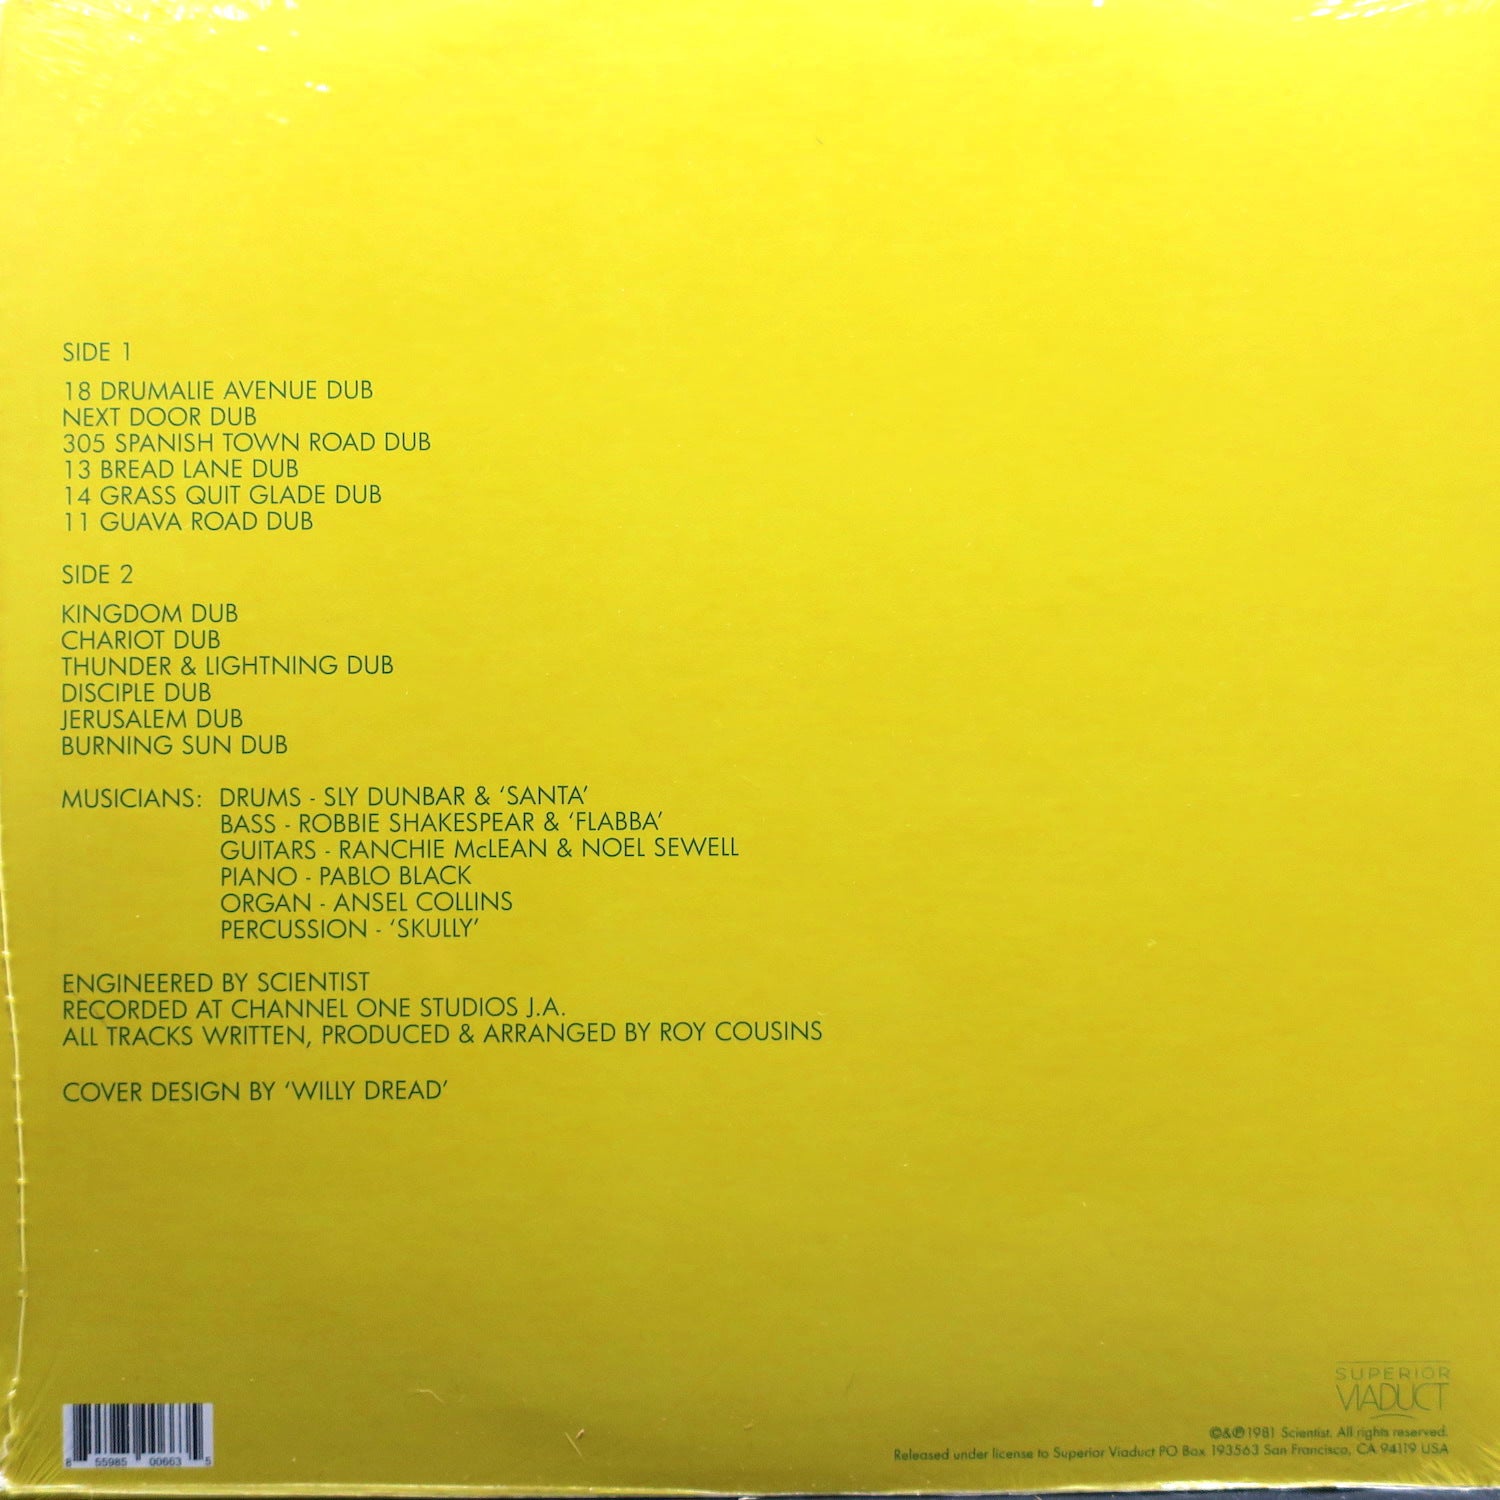 SIDE 1
18 DRUMALIE AVENUE DUB
NEXT DOOR DUB
305 SPANISH TOWN ROAD DUB
13 BREAD LANE DUB
14 GRASS QUIT GLADE DUB
11 GUAVA ROAD DUB
SIDE 2
KINGDOM DUB
CHARIOT DUB
THUNDER & LIGHTNING DUB
DISCIPLE DUB
JERUSALEM DUB
BURNING SUN DUB
MUSICIANS: DRUMS - SLY DUNBAR & ‘SANTA’
BASS - ROBBIE SHAKESPEAR & ‘FLABBA’
GUITARS - RANCHIE McLEAN & NOEL SEWELL
PIANO - PABLO BLACK
ORGAN - ANSEL COLLINS
PERCUSSION - ‘SKULLY’
ENGINEERED BY SCIENTIST
RECORDED AT CHANNEL ONE STUDIOS J.A.
ALL TRACKS WRITTEN, PRODUCED & ARRANGED BY ROY COUSINS
COVER DESIGN BY ‘WILLY DREAD’
8 55985 00663 5
SUPERIOR
VIADUCT
©&℗1981 Scientist. All rights reserved.
Released under license to Superior Viaduct PO Box 193563 San Francisco, CA 94119 USA